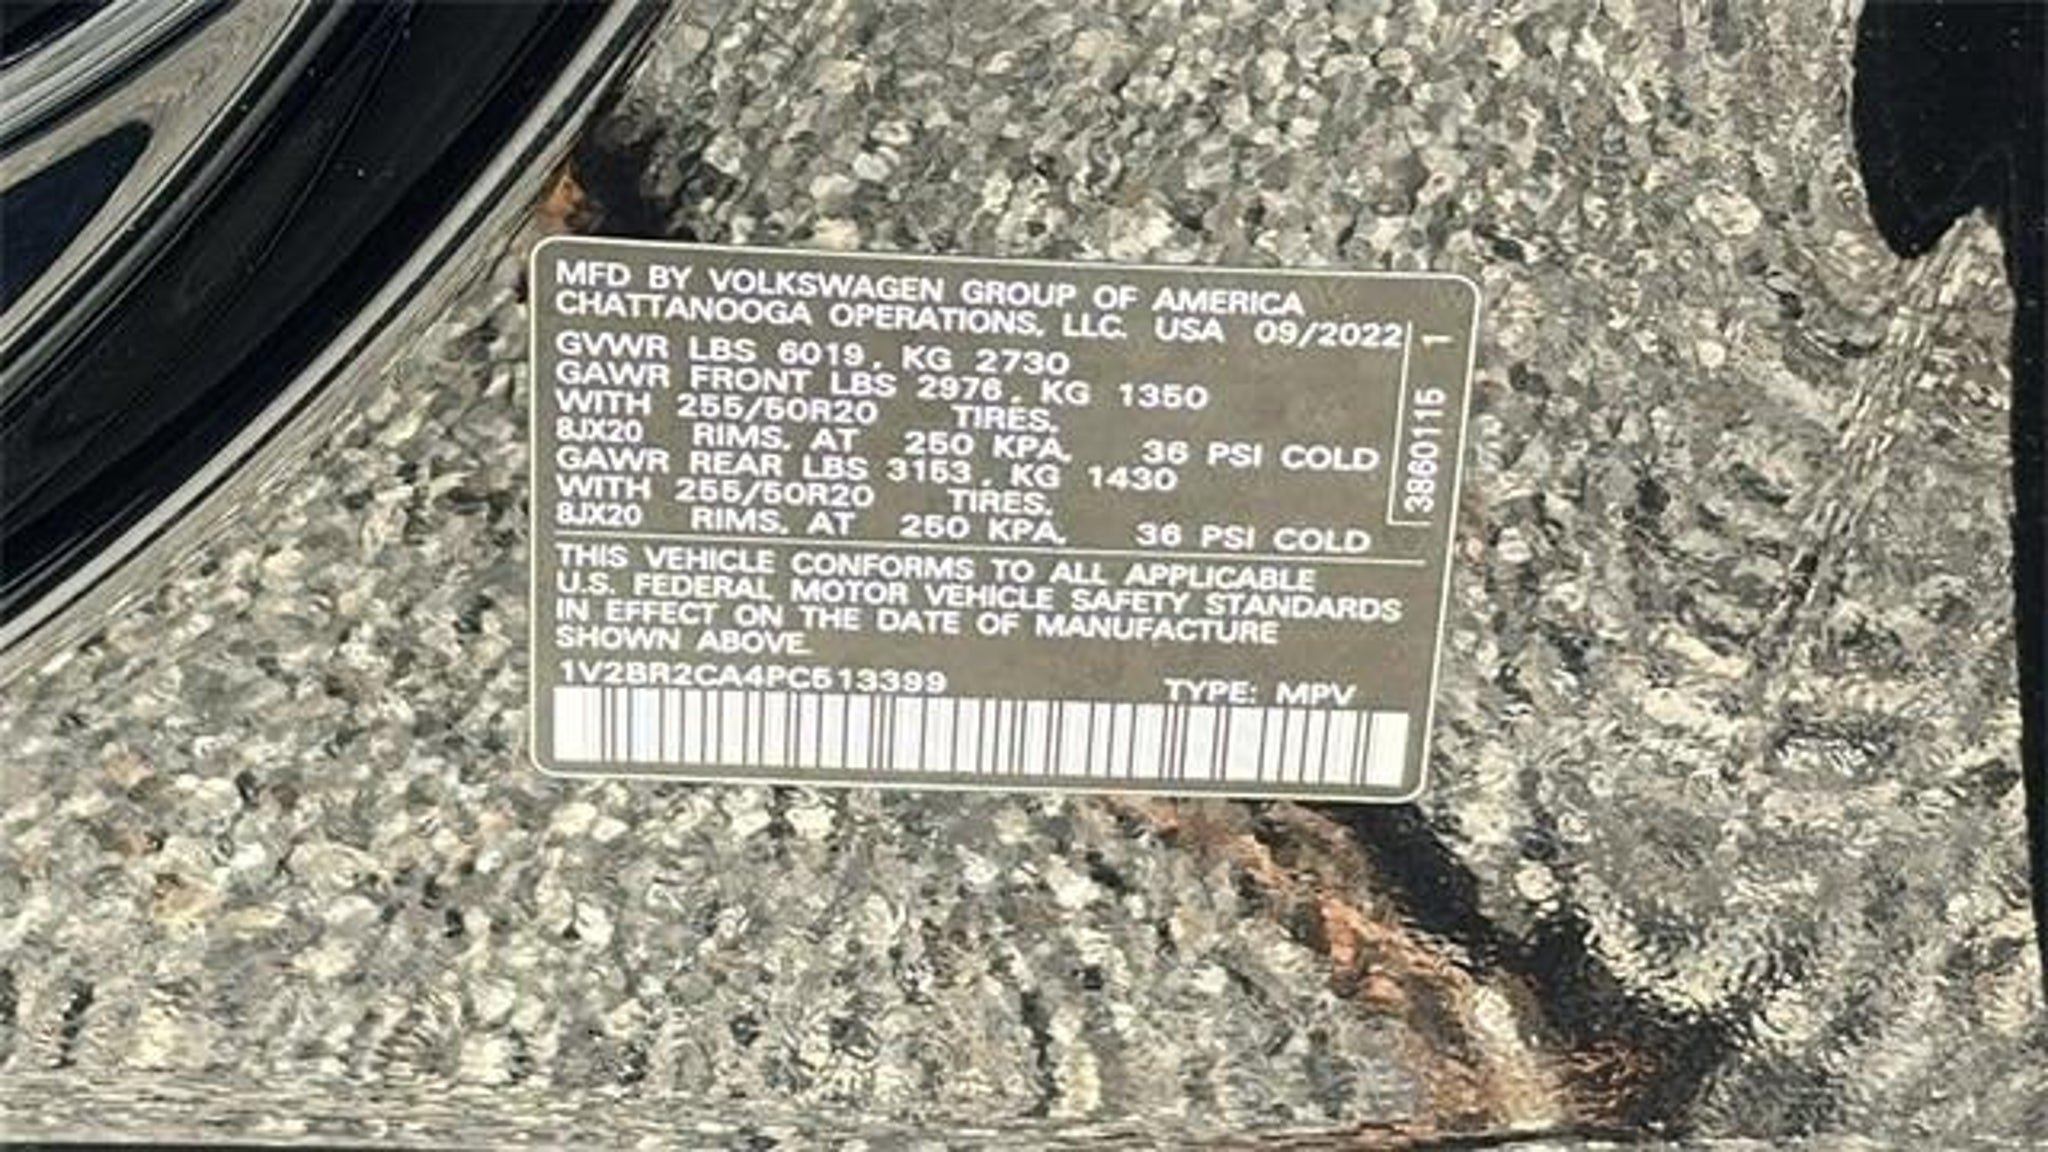 MFD BY VOLKSWAGEN GROUP OF AMERICA
CHATTANOOGA OPERATIONS, LLC. USA 09/2022
GVWR LBS 6019, KG 2730
GAWR FRONT LBS 2976, KG 1350
WITH 255/50R20 TIRES,
8JX20 RIMS, AT 250 KPA, 36 PSI COLD
GAWR REAR LBS 3153, KG 1430
WITH 255/50R20 TIRES,
8JX20 RIMS, AT 250 KPA, 36 PSI COLD
3860115 1
THIS VEHICLE CONFORMS TO ALL APPLICABLE
U.S. FEDERAL MOTOR VEHICLE SAFETY STANDARDS
IN EFFECT ON THE DATE OF MANUFACTURE
SHOWN ABOVE.
1V2BR2CA4PC513399 TYPE: MPV